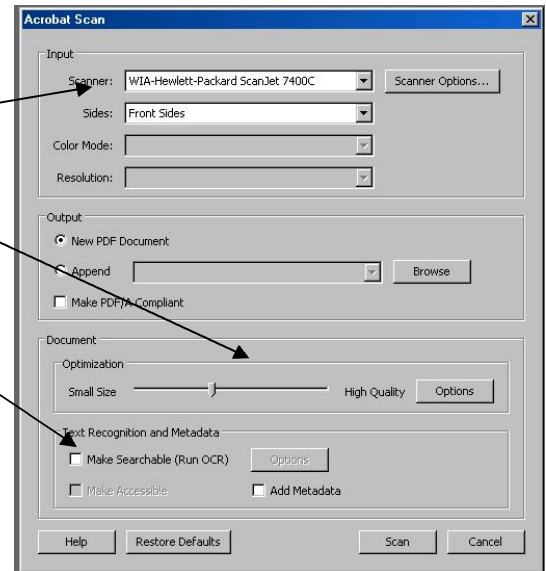 Acrobat Scan
Input
Scanner: WIA-Hewlett-Packard ScanJet 7400C Scanner Options...
Sides: Front Sides
Color Mode:
Resolution:
Output
New PDF Document
Append Browse
Make PDF/A Compliant
Document
Optimization
Small Size High Quality Options
Text Recognition and Metadata
Make Searchable (Run OCR) Options
Make Accessible Add Metadata
Help Restore Defaults Scan Cancel